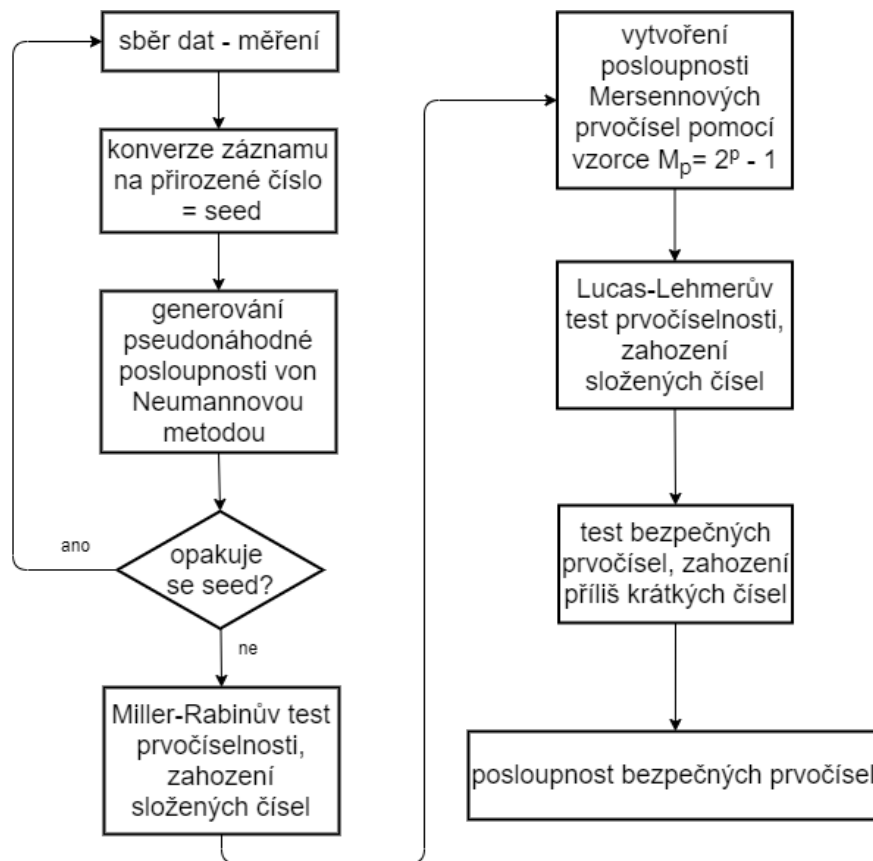 sběr dat - měření
konverze záznamu
na přirozené číslo
= seed
generování
pseudonáhodné
posloupnosti von
Neumannovou
metodou
ano
opakuje
se seed?
ne
Miller-Rabinův test
prvočíselnosti,
zahození
složených čísel
vytvoření
posloupnosti
Mersennových
prvočísel pomocí
vzorce Mₚ= 2ᵖ - 1
Lucas-Lehmerův
test prvočíselnosti,
zahození
složených čísel
test bezpečných
prvočísel, zahození
příliš krátkých čísel
posloupnost bezpečných prvočísel